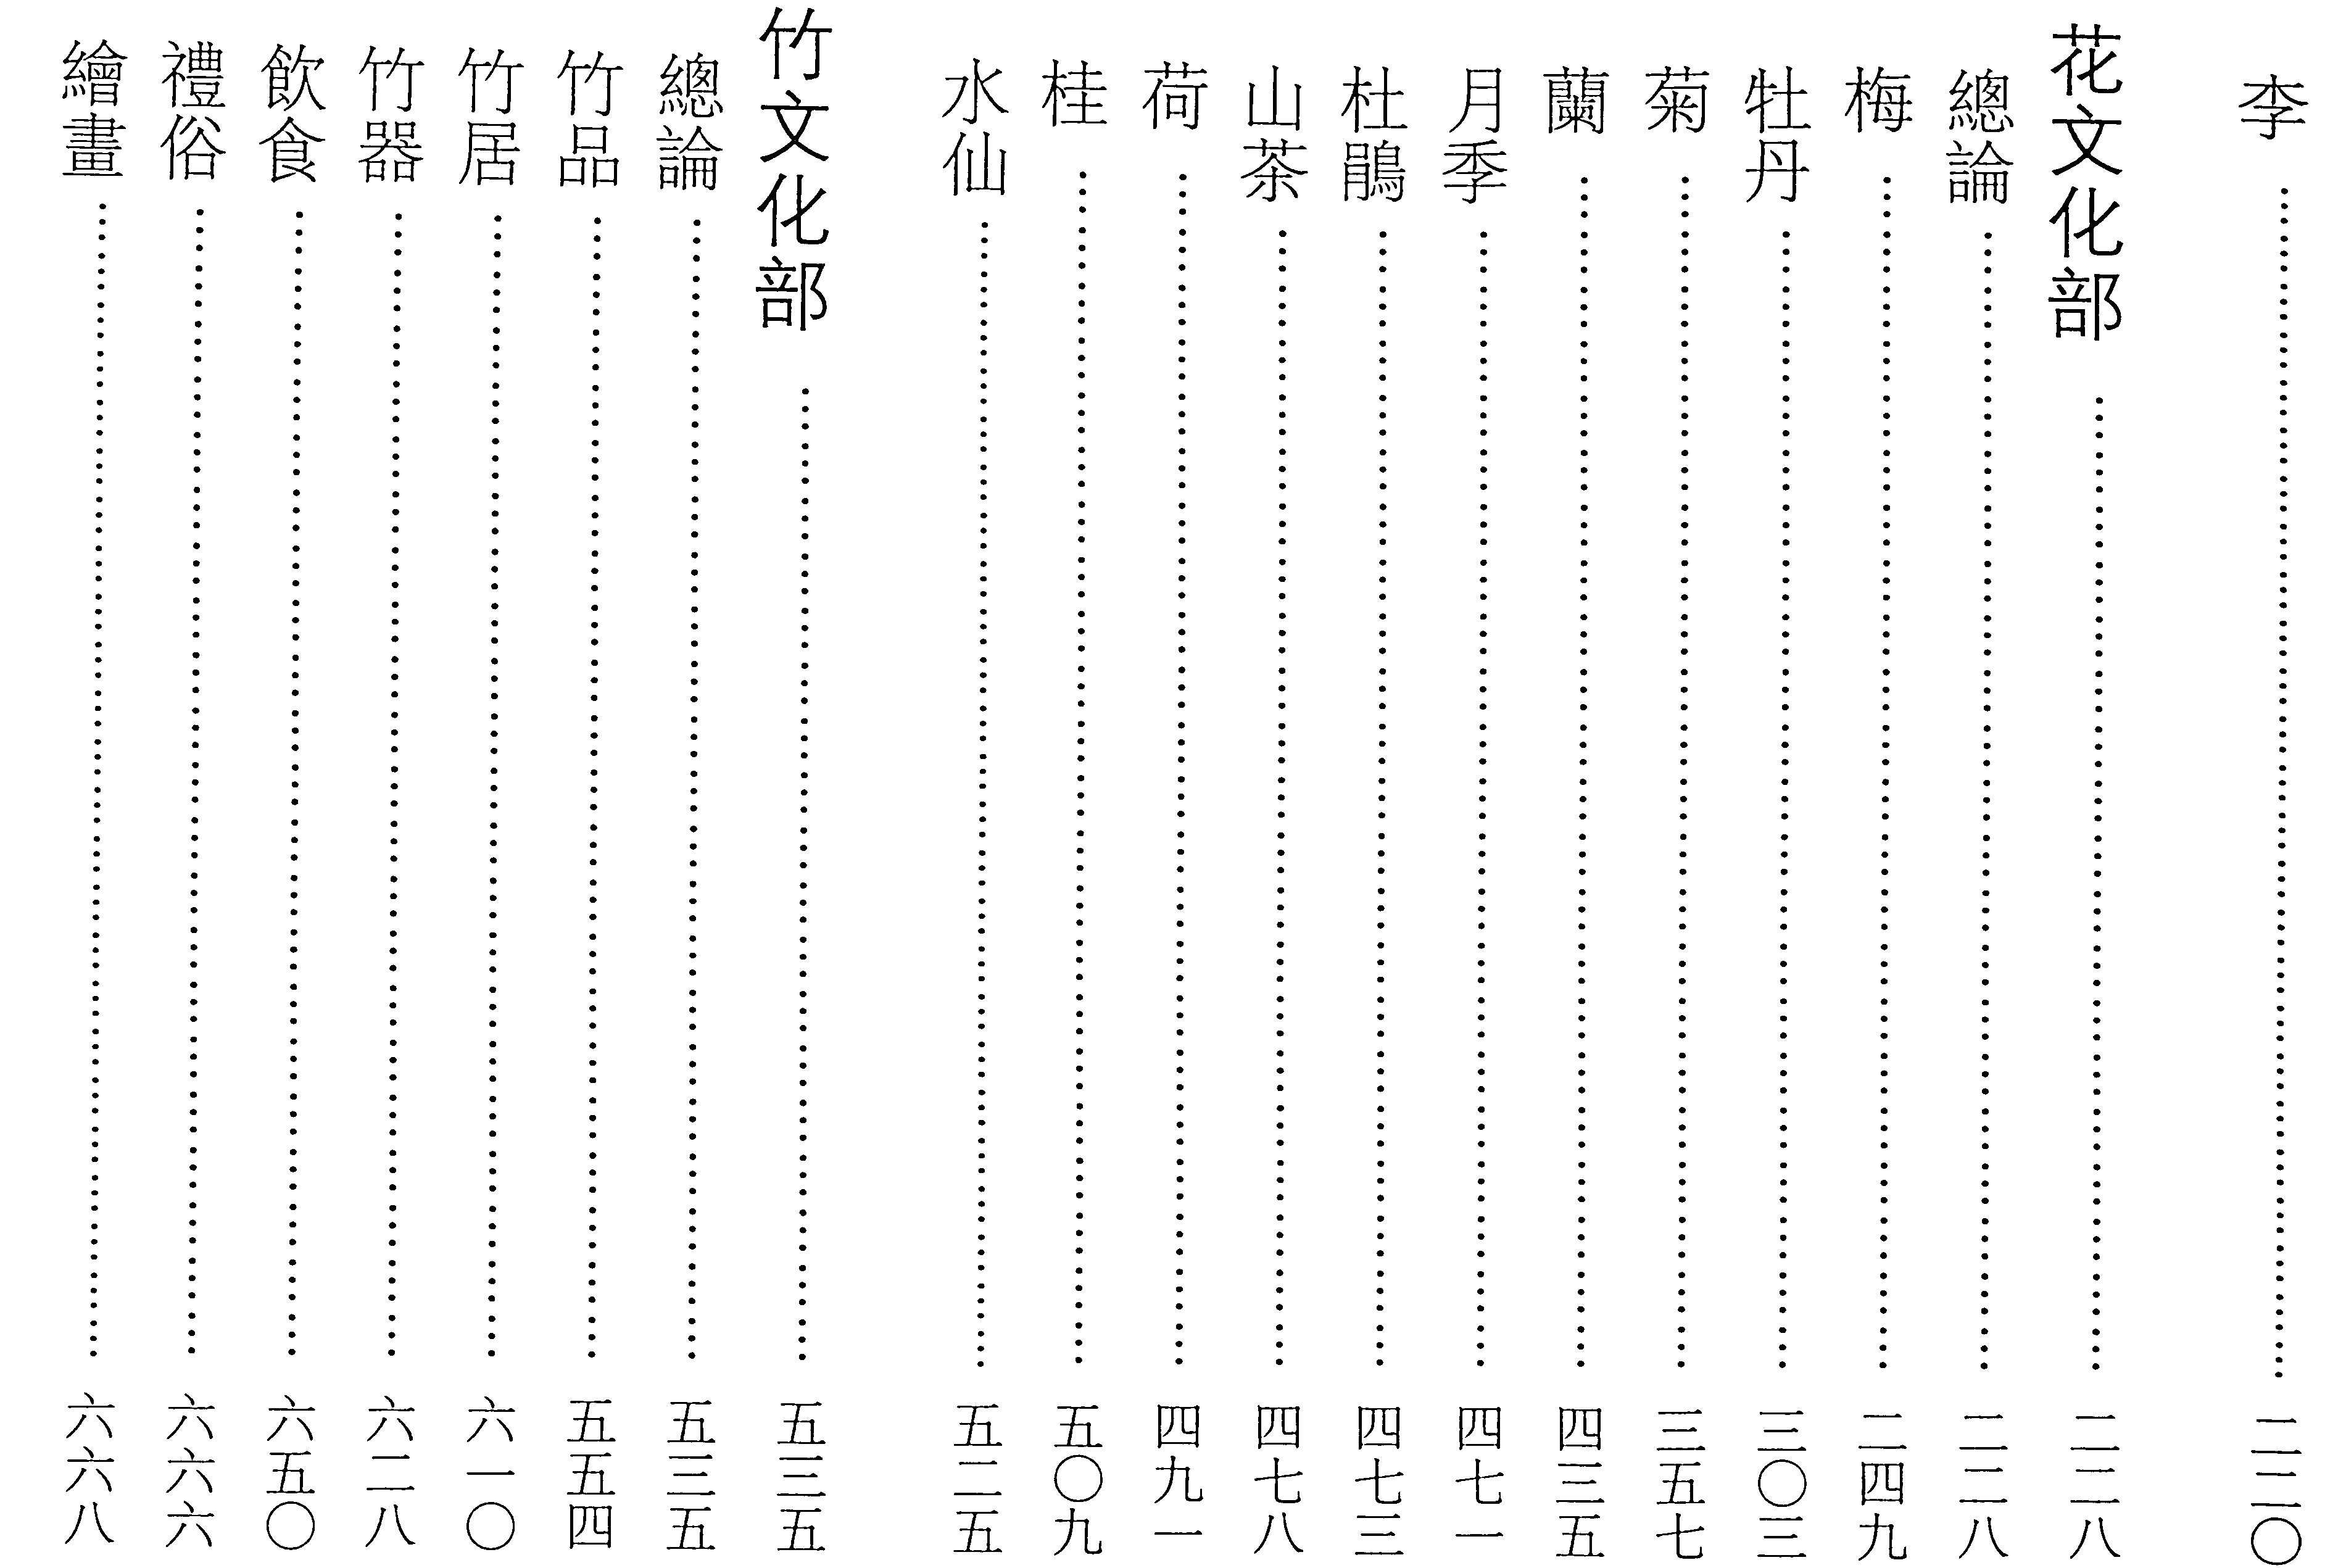 李……二二〇
花文化部……二二八
總論……二二八
梅……二四九
牡丹……三〇三
菊……三五七
蘭……四三五
月季……四七一
杜鵑……四七三
山茶……四七八
荷……四九一
桂……五〇九
水仙……五二五
竹文化部……五三五
總論……五三五
竹品……五五四
竹居……六一〇
竹器……六二八
飲食……六五〇
禮俗……六六六
繪畫……六六八